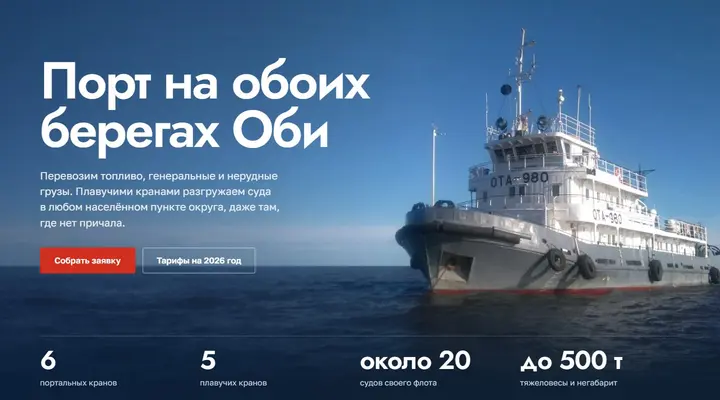 Порт на обоих
берегах Оби
Перевозим топливо, генеральные и нерудные
грузы. Плавучими кранами разгружаем суда
в любом населённом пункте округа, даже там,
где нет причала.
Собрать заявку
Тарифы на 2026 год
ОТА-980
ОТА-980
6
портальных кранов
5
плавучих кранов
около 20
судов своего флота
до 500 т
тяжеловесы и негабарит